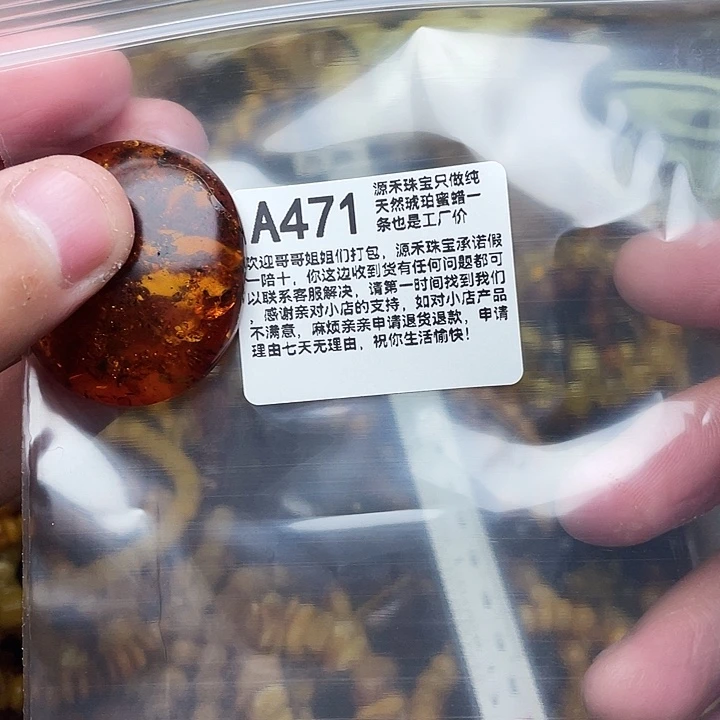 A471
源禾珠宝只做纯
天然琥珀蜜蜡一
条也是工厂价
欢迎哥哥姐姐们打包，源禾珠宝承诺假
一陪十，你这边收到货有任何问题都可
以联系客服解决，请第一时间找到我们
，感谢亲对小店的支持，如对小店产品
不满意，麻烦亲亲申请退货退款，申请
理由七天无理由，祝你生活愉快！